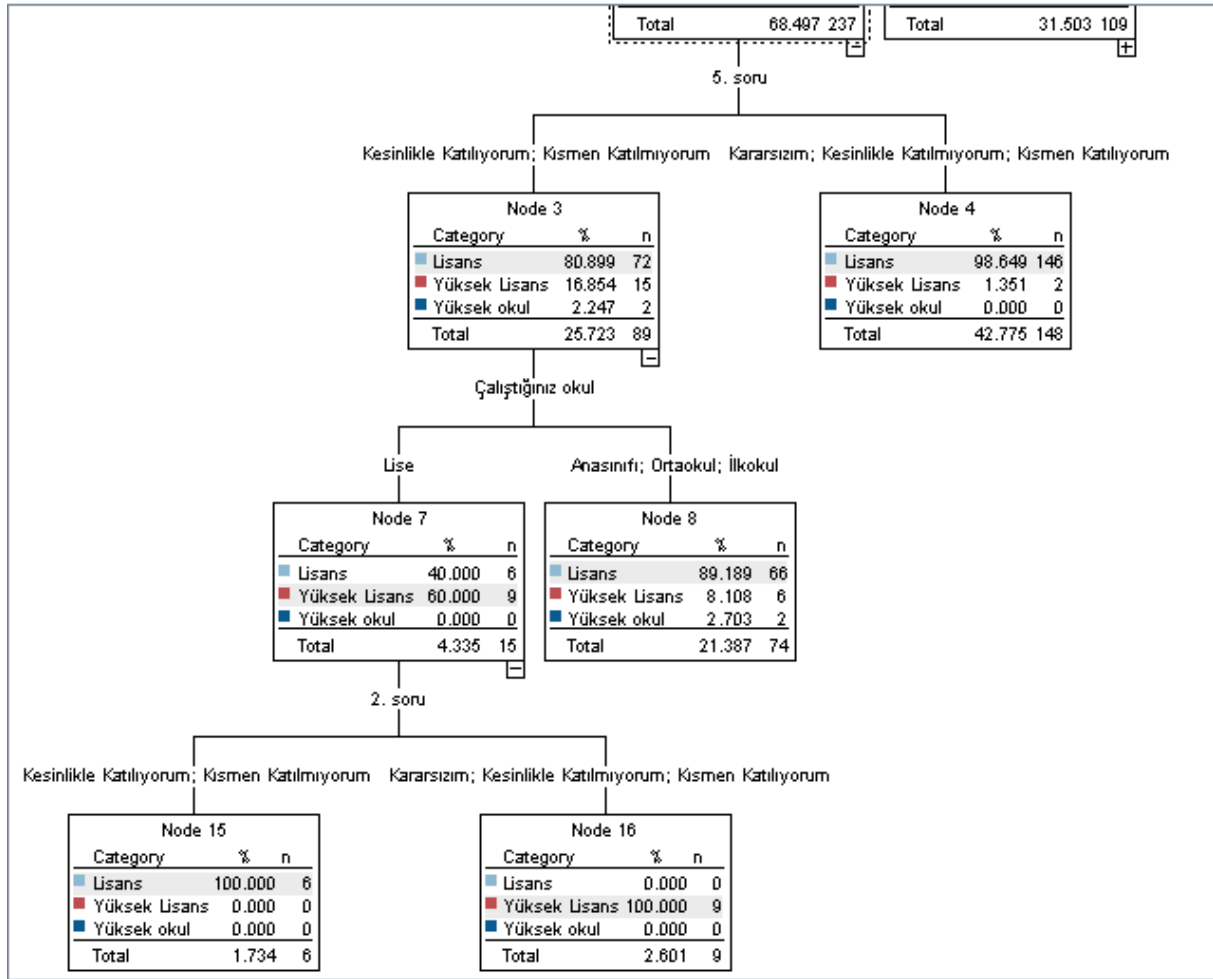 Total 68.497 237
Total 31.503 109
5. soru
Kesinlikle Katılıyorum; Kısmen Katılmıyorum
Kararsızım; Kesinlikle Katılmıyorum; Kısmen Katılıyorum
Node 3
Category % n
Lisans 80.899 72
Yüksek Lisans 16.854 15
Yüksek okul 2.247 2
Total 25.723 89
Node 4
Category % n
Lisans 98.649 146
Yüksek Lisans 1.351 2
Yüksek okul 0.000 0
Total 42.775 148
Çalıştığınız okul
Lise
Anasınıfı; Ortaokul; İlkokul
Node 7
Category % n
Lisans 40.000 6
Yüksek Lisans 60.000 9
Yüksek okul 0.000 0
Total 4.335 15
Node 8
Category % n
Lisans 89.189 66
Yüksek Lisans 8.108 6
Yüksek okul 2.703 2
Total 21.387 74
2. soru
Kesinlikle Katılıyorum; Kısmen Katılmıyorum
Kararsızım; Kesinlikle Katılmıyorum; Kısmen Katılıyorum
Node 15
Category % n
Lisans 100.000 6
Yüksek Lisans 0.000 0
Yüksek okul 0.000 0
Total 1.734 6
Node 16
Category % n
Lisans 0.000 0
Yüksek Lisans 100.000 9
Yüksek okul 0.000 0
Total 2.601 9